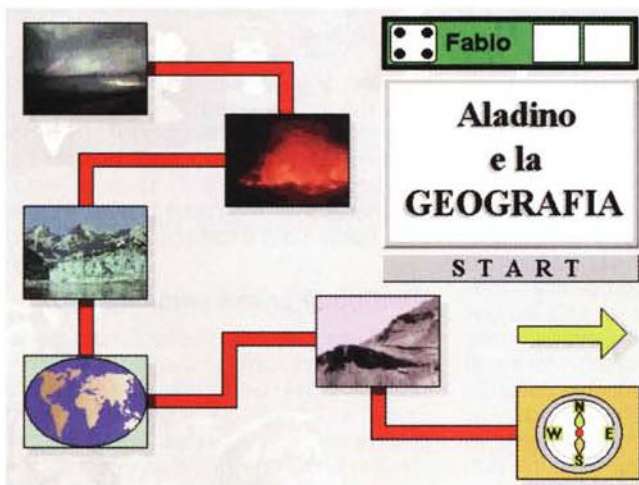 Fabio
Aladino
e la
GEOGRAFIA
START
N
W E
S